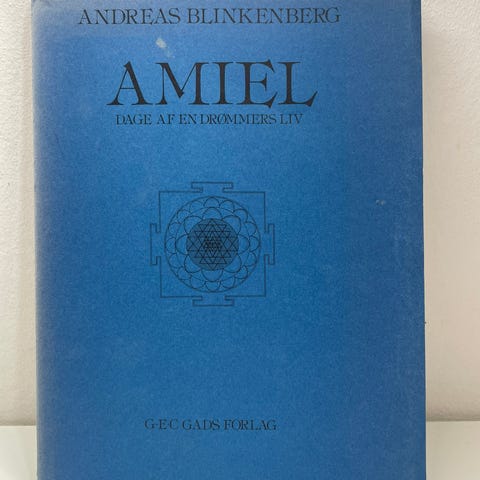 ANDREAS BLINKENBERG
AMIEL
DAGE AF EN DRØMMERS LIV
G·E·C GADS FORLAG